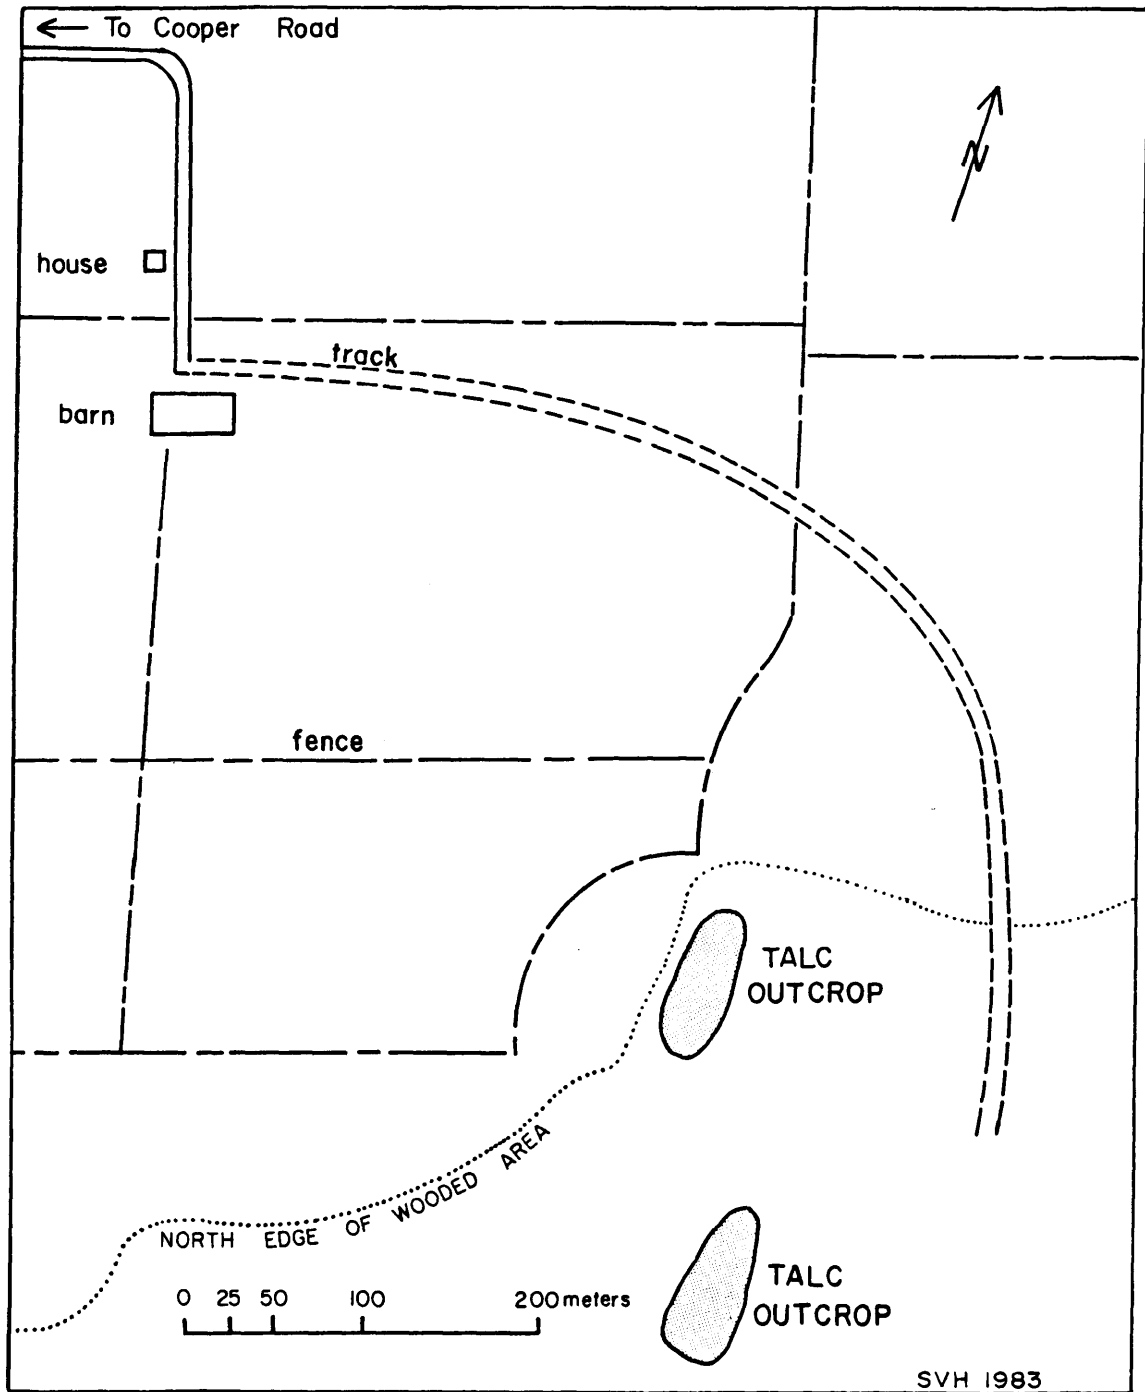 To Cooper Road
N
house
track
barn
fence
TALC
OUTCROP
NORTH EDGE OF WOODED AREA
TALC
OUTCROP
0 25 50 100 200 meters
SVH 1983